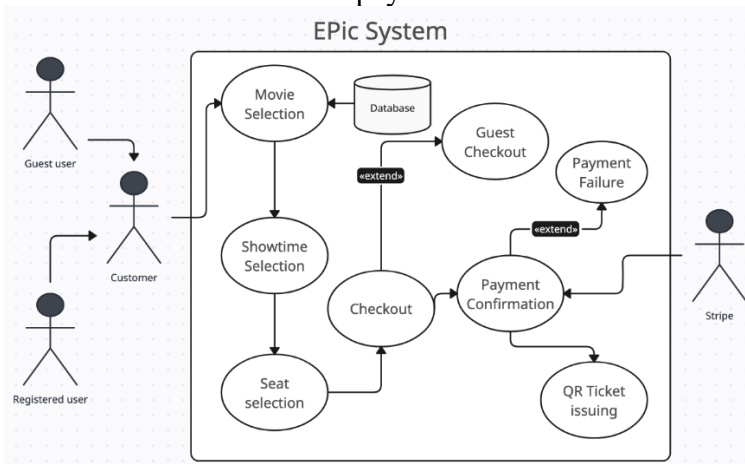 EPic System
Movie
Selection
Database
Guest
Checkout
Payment
Failure
«extend»
«extend»
Guest user
Showtime
Selection
Customer
Checkout
Payment
Confirmation
Stripe
Seat
selection
QR Ticket
issuing
Registered user